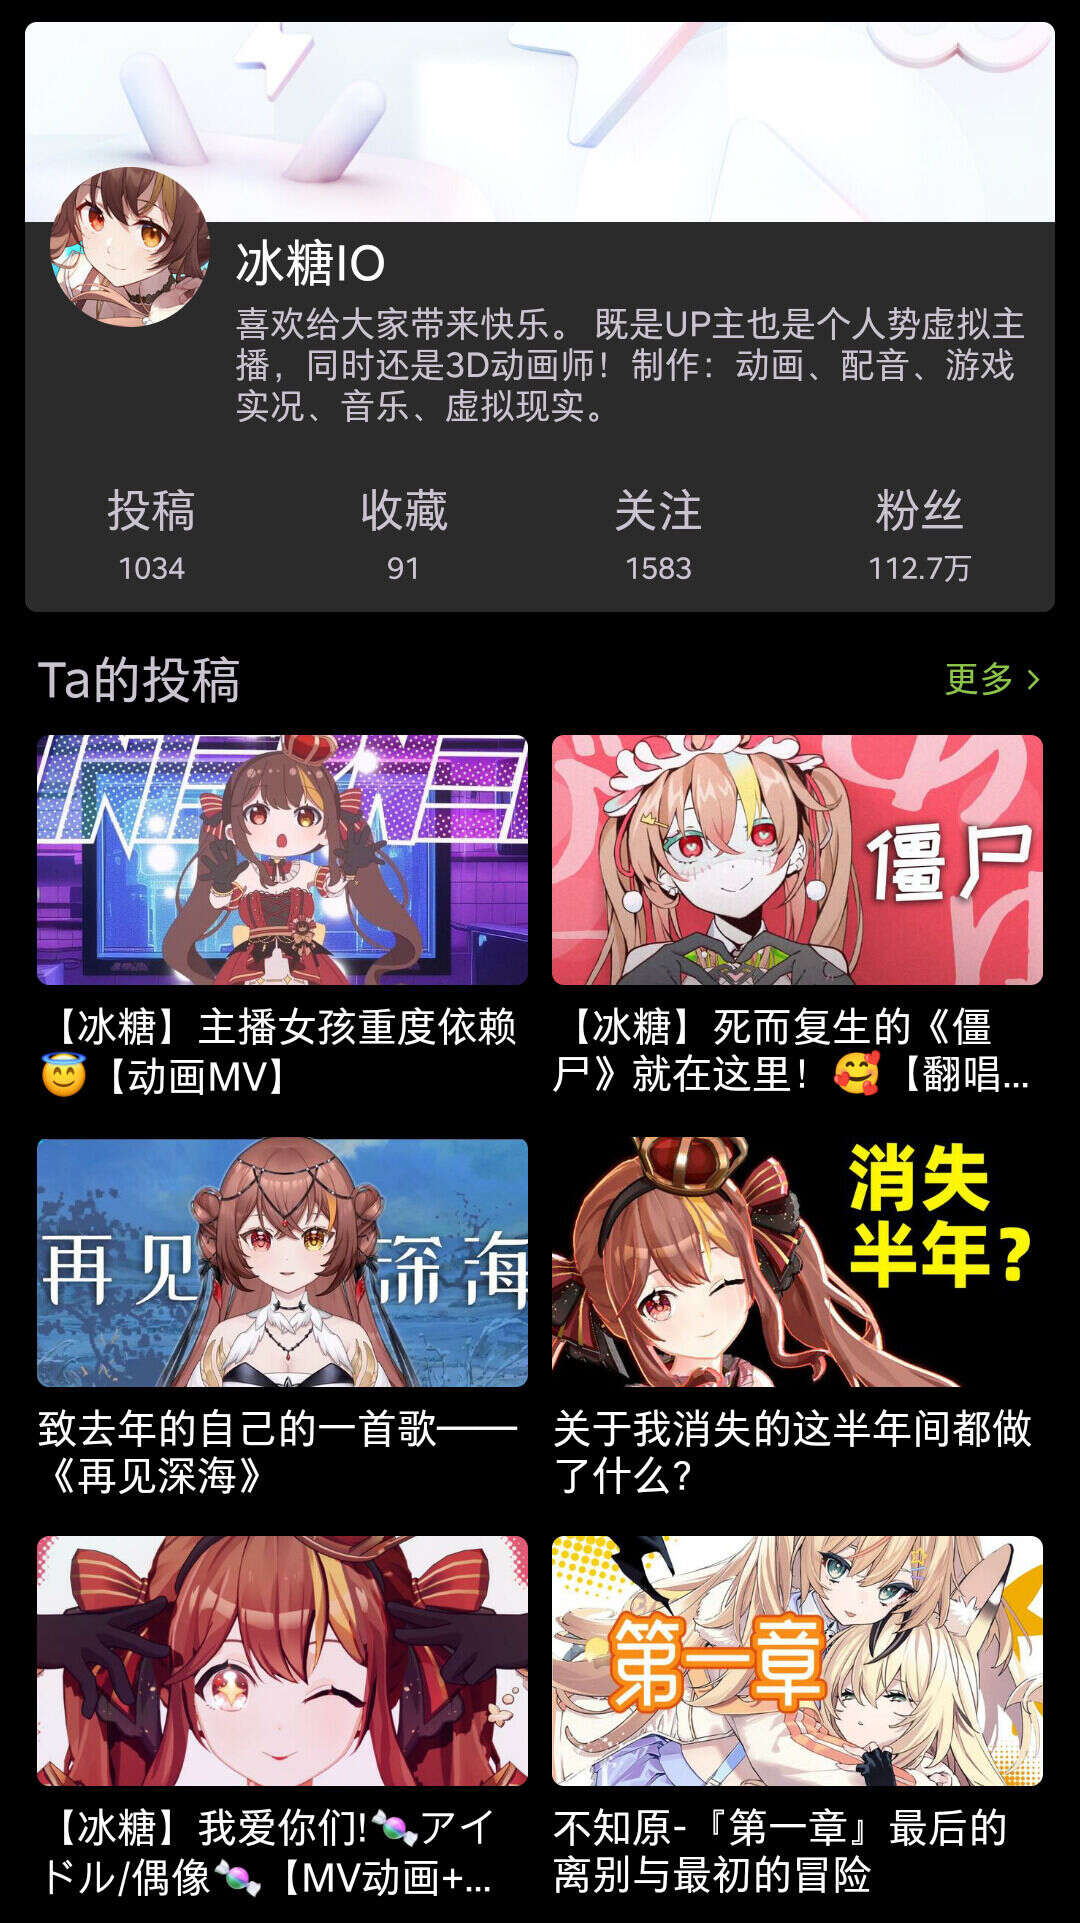 冰糖IO
喜欢给大家带来快乐。 既是UP主也是个人势虚拟主
播，同时还是3D动画师！制作：动画、配音、游戏
实况、音乐、虚拟现实。
投稿 收藏 关注 粉丝
1034 91 1583 112.7万
Ta的投稿
更多 >
僵尸
【冰糖】主播女孩重度依赖
😇【动画MV】
【冰糖】死而复生的《僵
尸》就在这里！🥰【翻唱...
再见深海
消失
半年?
致去年的自己的一首歌——
《再见深海》
关于我消失的这半年间都做
了什么?
第一章
【冰糖】我爱你们!🍬アイ
ドル/偶像🍬【MV动画+...
不知原-『第一章』最后的
离别与最初的冒险